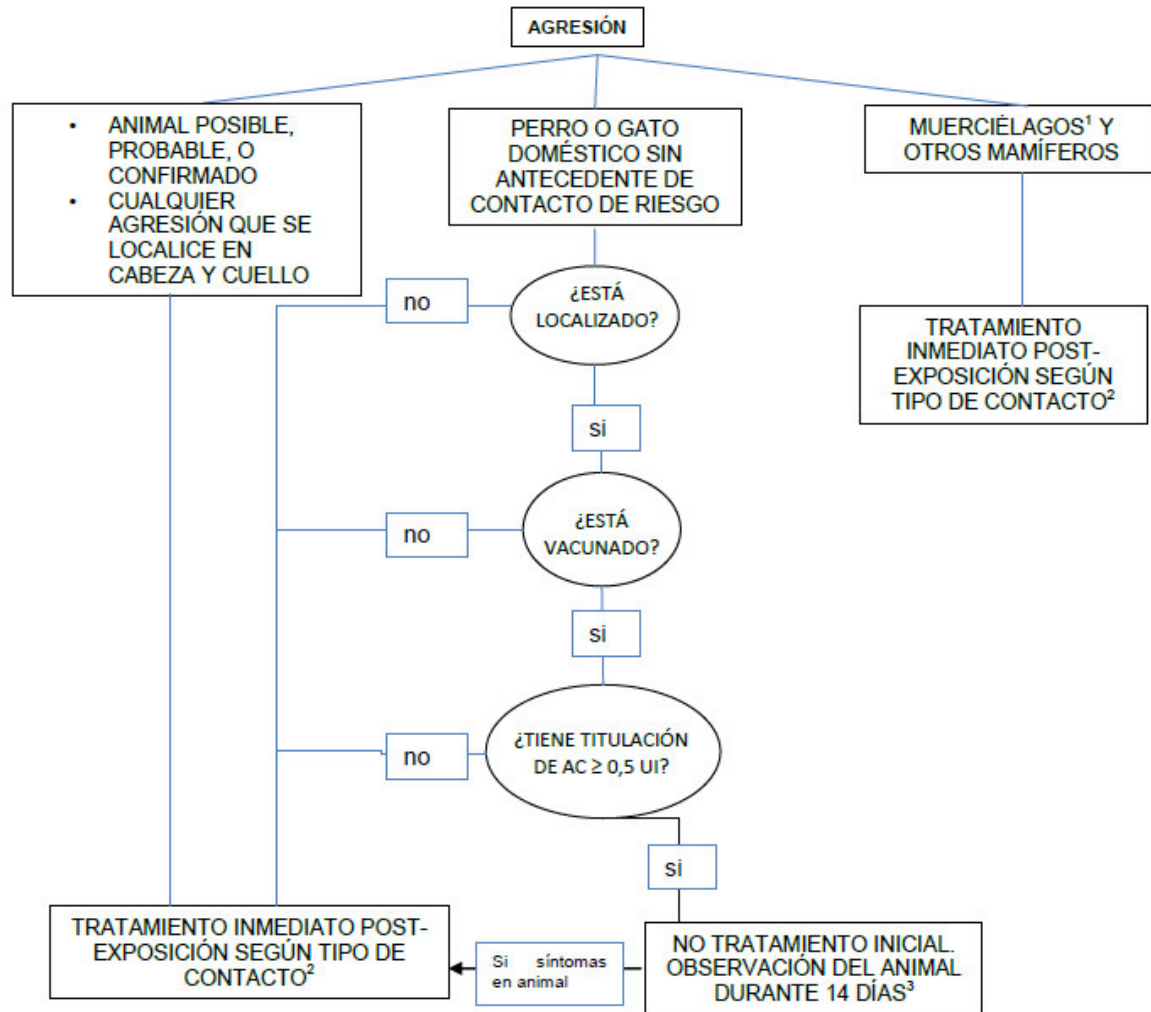 AGRESIÓN
• ANIMAL POSIBLE,
PROBABLE, O
CONFIRMADO
• CUALQUIER
AGRESIÓN QUE SE
LOCALICE EN
CABEZA Y CUELLO
PERRO O GATO
DOMÉSTICO SIN
ANTECEDENTE DE
CONTACTO DE RIESGO
MUERCIÉLAGOS¹ Y
OTROS MAMÍFEROS
no
¿ESTÁ
LOCALIZADO?
TRATAMIENTO
INMEDIATO POST-
EXPOSICIÓN SEGÚN
TIPO DE CONTACTO²
si
no
¿ESTÁ
VACUNADO?
si
no
¿TIENE TITULACIÓN
DE AC ≥ 0,5 UI?
si
TRATAMIENTO INMEDIATO POST-
EXPOSICIÓN SEGÚN TIPO DE
CONTACTO²
Si síntomas
en animal
NO TRATAMIENTO INICIAL.
OBSERVACIÓN DEL ANIMAL
DURANTE 14 DÍAS³